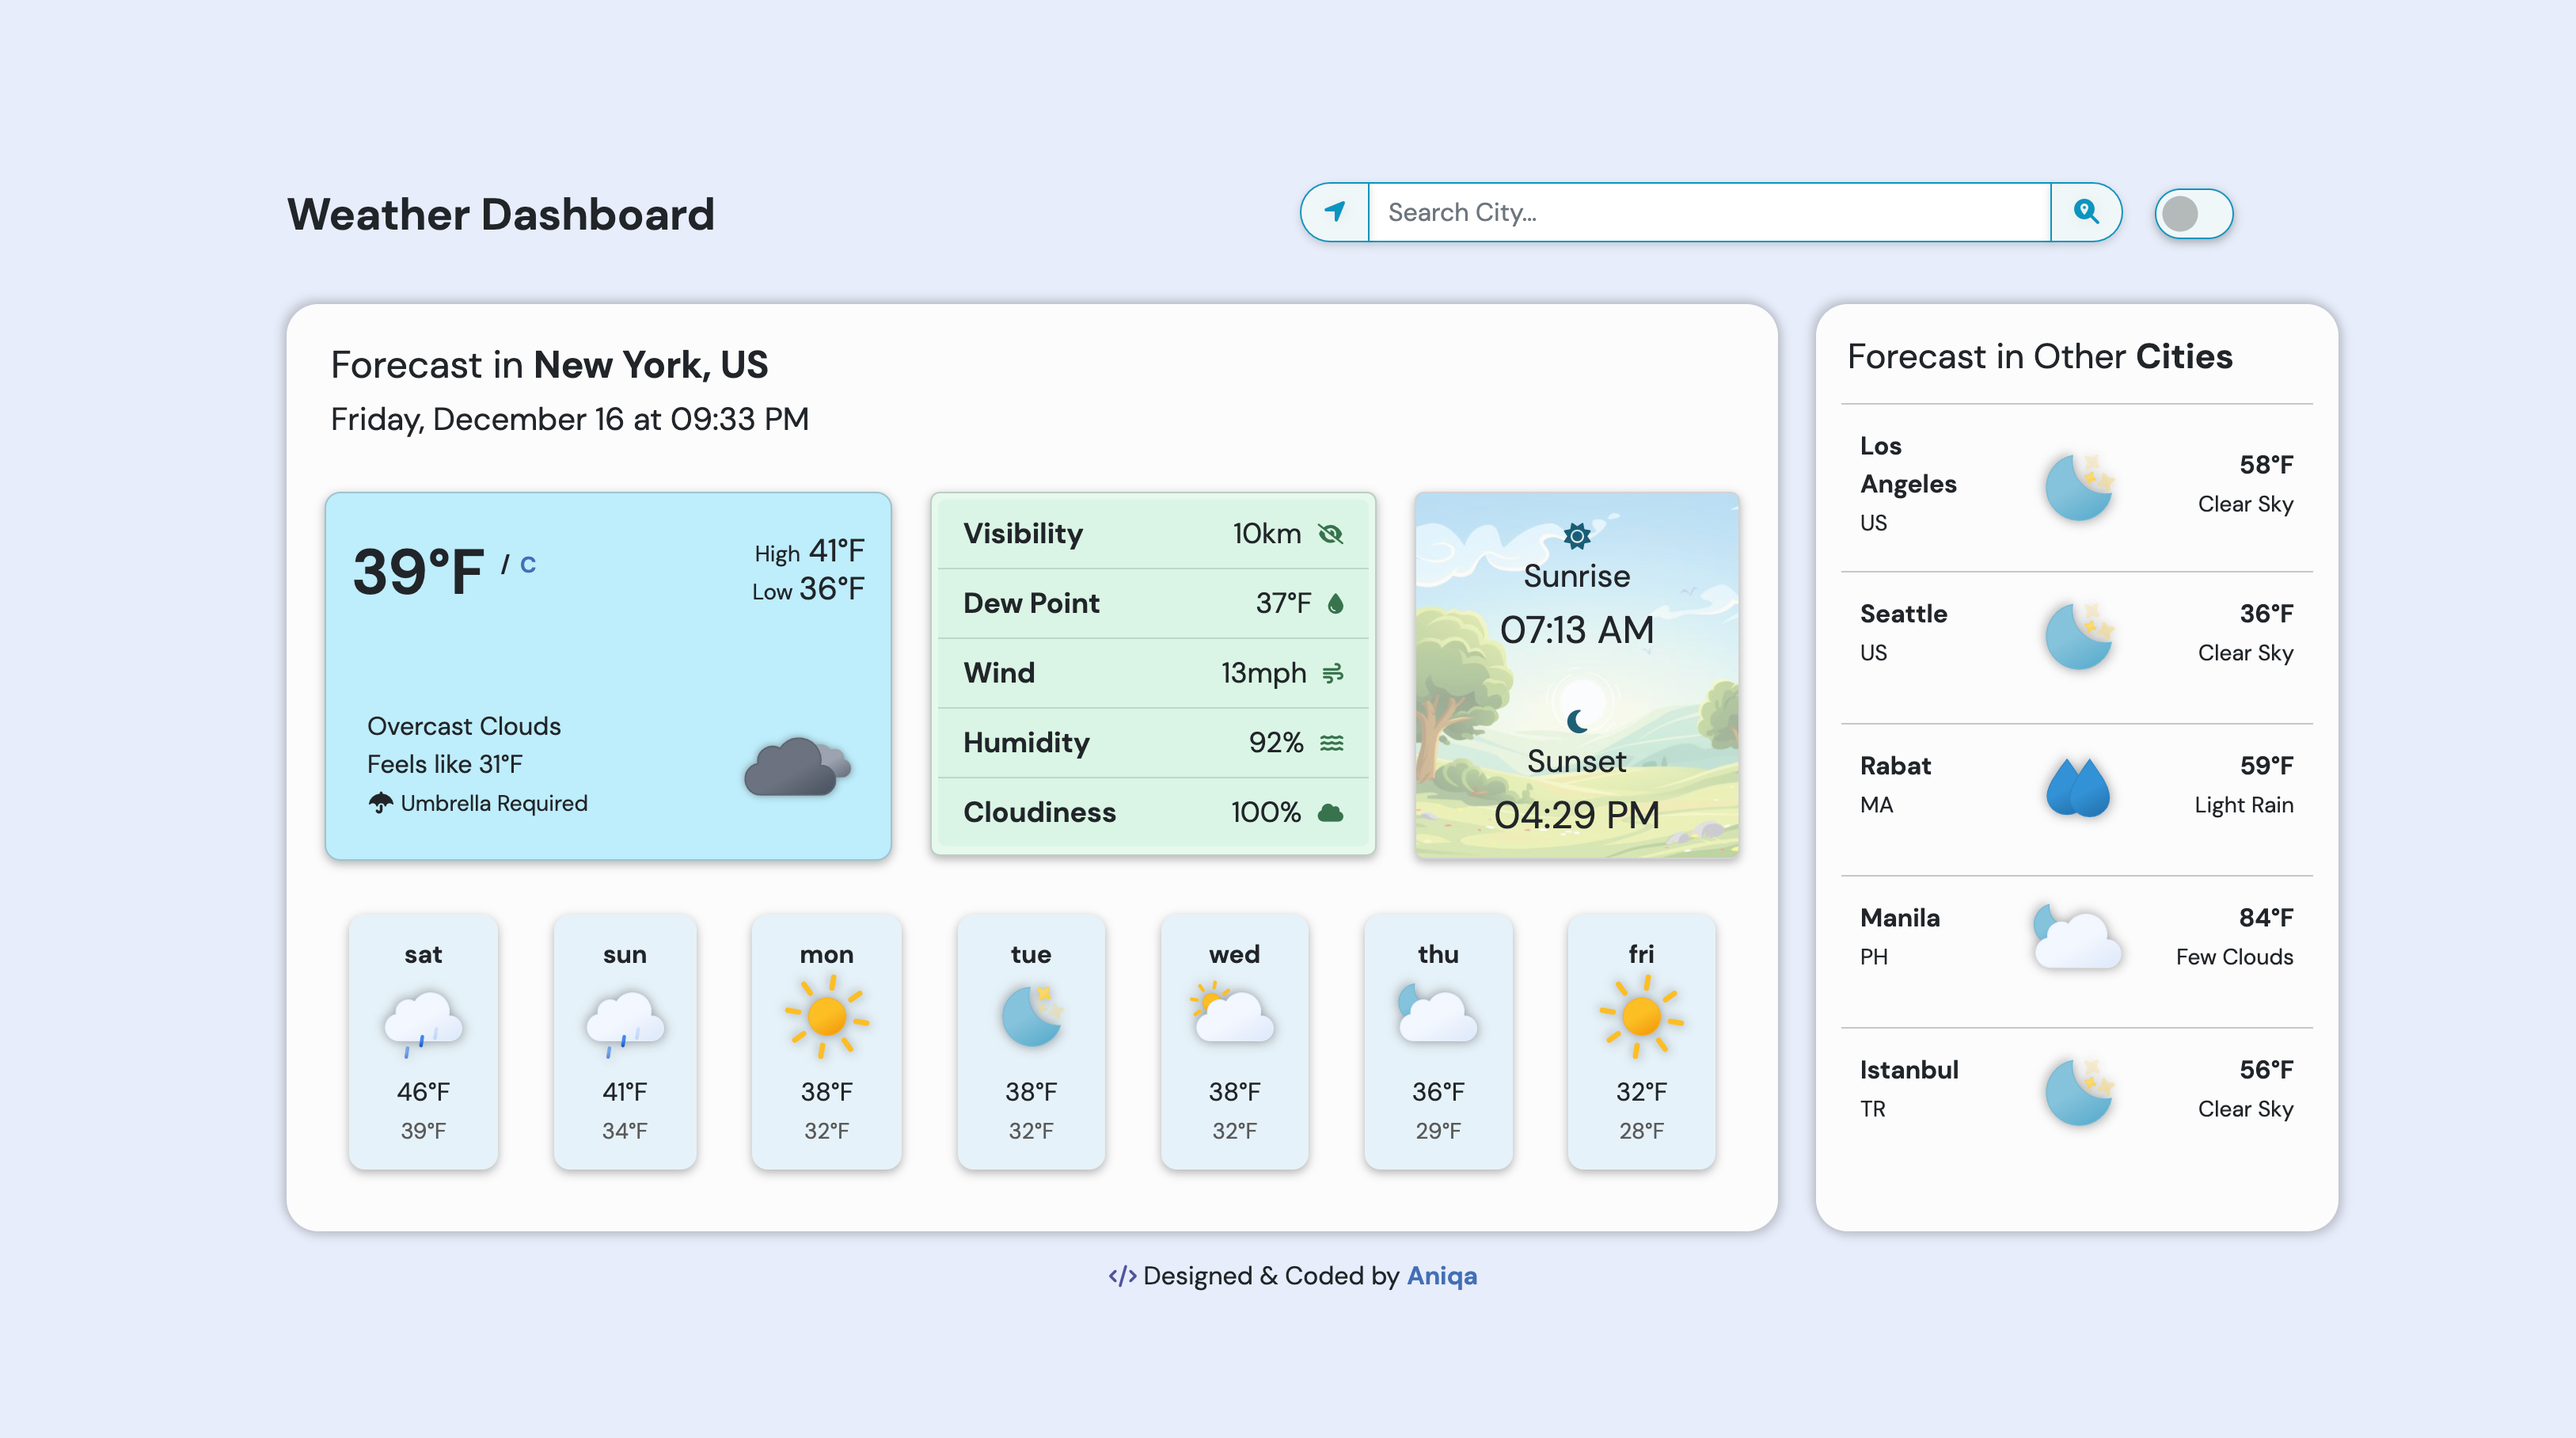 Weather Dashboard
Search City...
Forecast in New York, US
Friday, December 16 at 09:33 PM
39°F / C
High 41°F
Low 36°F
Overcast Clouds
Feels like 31°F
Umbrella Required
Visibility 10km
Dew Point 37°F
Wind 13mph
Humidity 92%
Cloudiness 100%
Sunrise
07:13 AM
Sunset
04:29 PM
sat
46°F
39°F
sun
41°F
34°F
mon
38°F
32°F
tue
38°F
32°F
wed
38°F
32°F
thu
36°F
29°F
fri
32°F
28°F
Forecast in Other Cities
Los
Angeles
US
58°F
Clear Sky
Seattle
US
36°F
Clear Sky
Rabat
MA
59°F
Light Rain
Manila
PH
84°F
Few Clouds
Istanbul
TR
56°F
Clear Sky
</> Designed & Coded by Aniqa